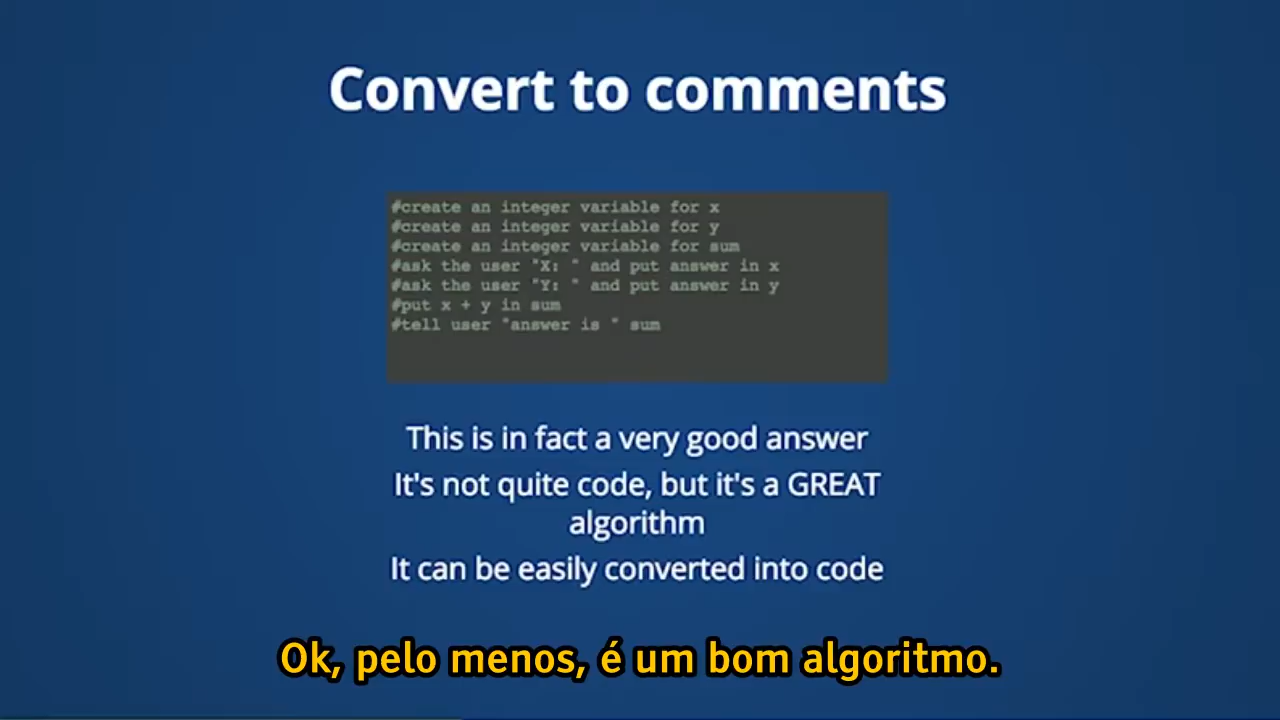 Convert to comments
#create an integer variable for x
#create an integer variable for y
#create an integer variable for sum
#ask the user "X: " and put answer in x
#ask the user "Y: " and put answer in y
#put x + y in sum
#tell user "answer is " sum
This is in fact a very good answer
It's not quite code, but it's a GREAT
algorithm
It can be easily converted into code
Ok, pelo menos, é um bom algoritmo.